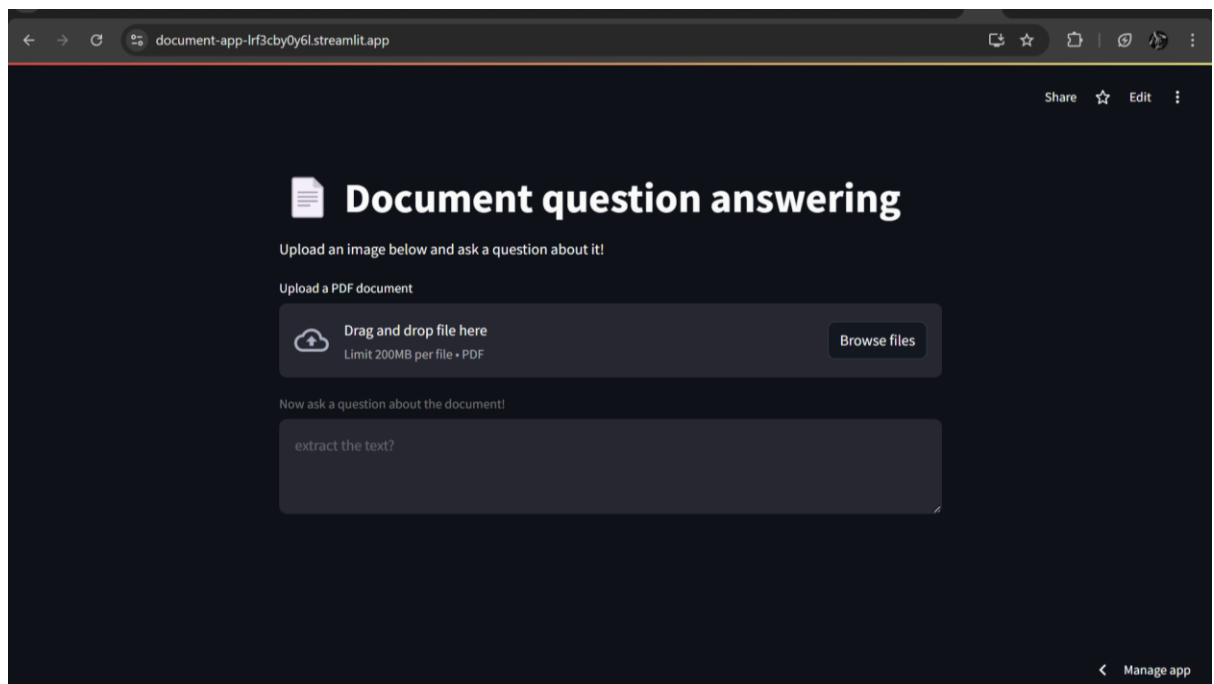 document-app-lrf3cby0y6l.streamlit.app
Share Edit
Document question answering
Upload an image below and ask a question about it!
Upload a PDF document
Drag and drop file here
Limit 200MB per file • PDF
Browse files
Now ask a question about the document!
extract the text?
Manage app